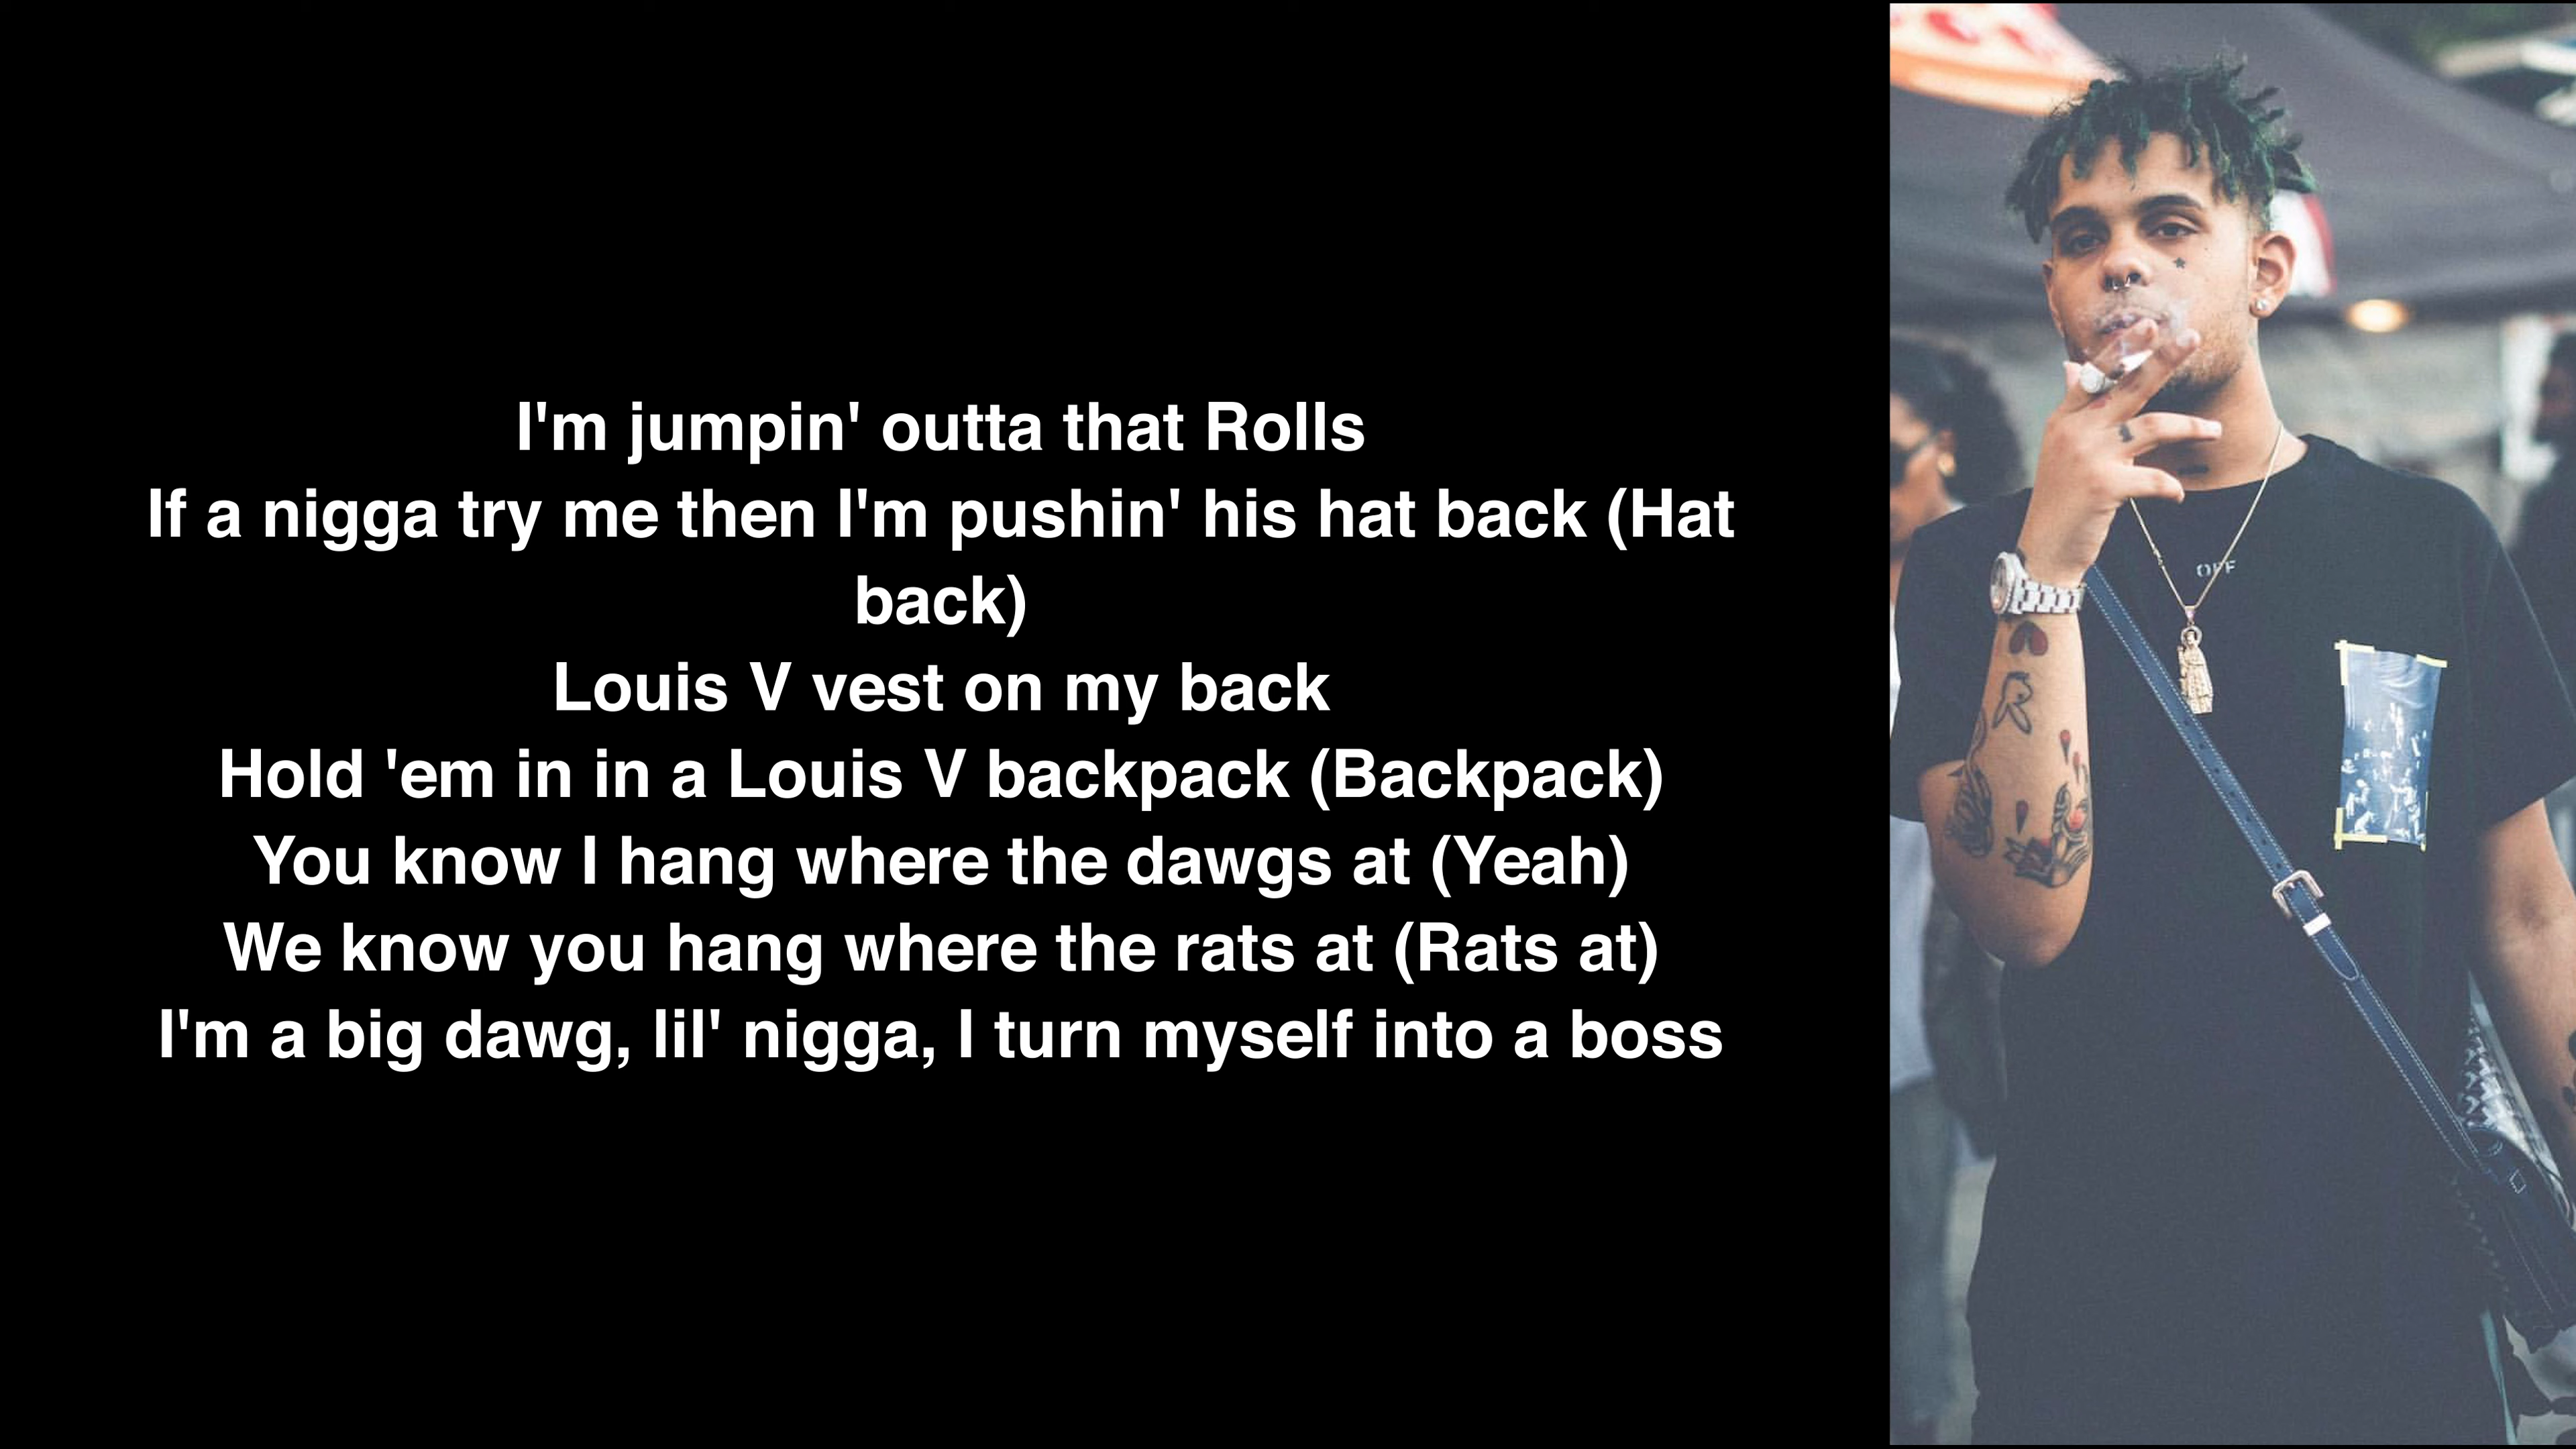 I'm jumpin' outta that Rolls
If a nigga try me then I'm pushin' his hat back (Hat
back)
Louis V vest on my back
Hold 'em in in a Louis V backpack (Backpack)
You know I hang where the dawgs at (Yeah)
We know you hang where the rats at (Rats at)
I'm a big dawg, lil' nigga, I turn myself into a boss
OFF